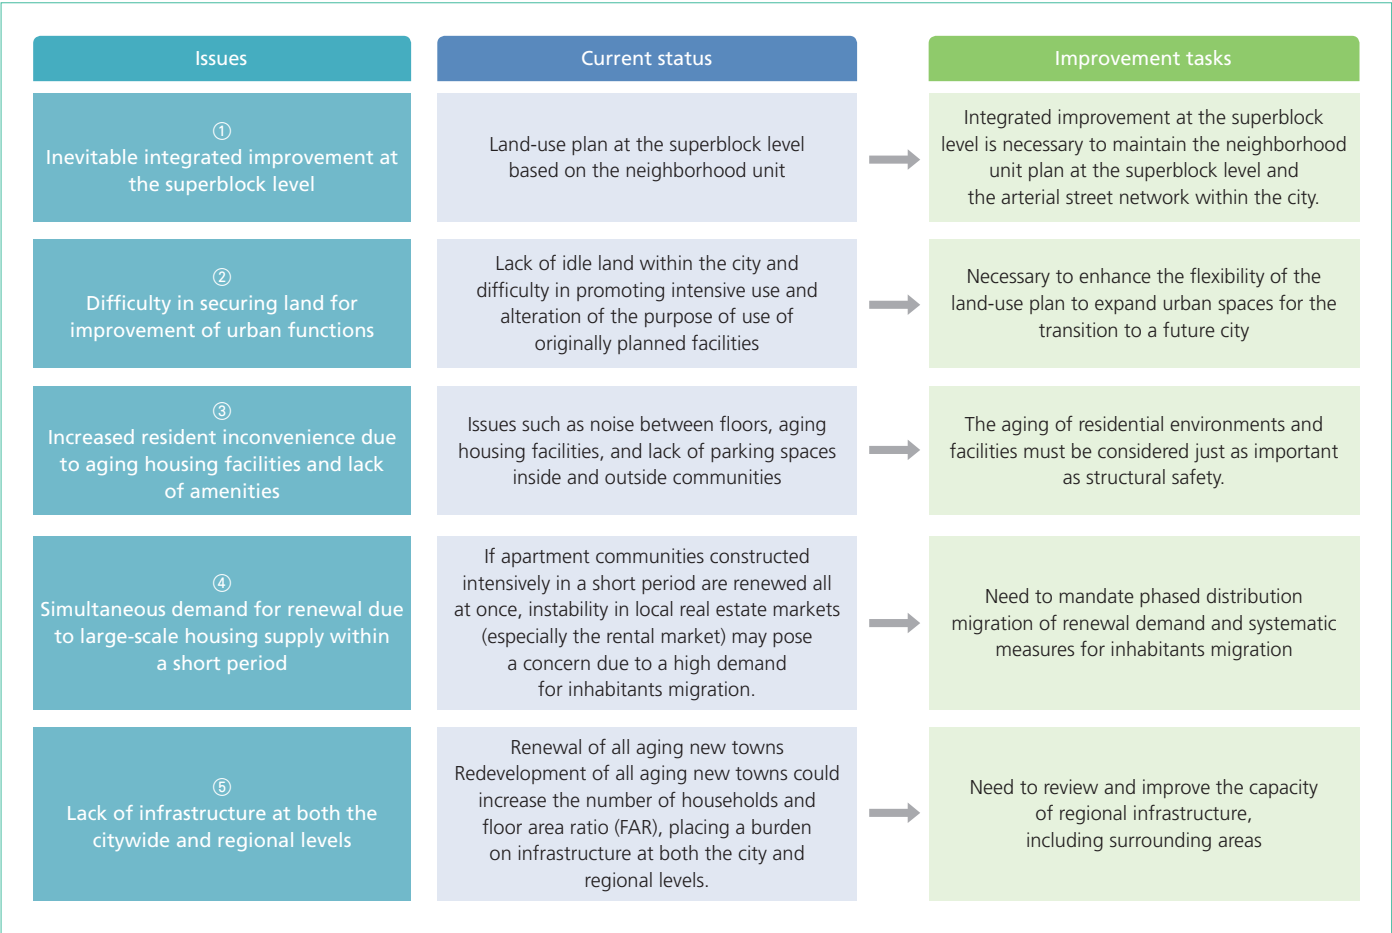 Issues
Current status
Improvement tasks
①
Inevitable integrated improvement at
the superblock level
Land-use plan at the superblock level
based on the neighborhood unit
Integrated improvement at the superblock
level is necessary to maintain the neighborhood
unit plan at the superblock level and
the arterial street network within the city.
②
Difficulty in securing land for
improvement of urban functions
Lack of idle land within the city and
difficulty in promoting intensive use and
alteration of the purpose of use of
originally planned facilities
Necessary to enhance the flexibility of the
land-use plan to expand urban spaces for the
transition to a future city
③
Increased resident inconvenience due
to aging housing facilities and lack
of amenities
Issues such as noise between floors, aging
housing facilities, and lack of parking spaces
inside and outside communities
The aging of residential environments and
facilities must be considered just as important
as structural safety.
④
Simultaneous demand for renewal due
to large-scale housing supply within
a short period
If apartment communities constructed
intensively in a short period are renewed all
at once, instability in local real estate markets
(especially the rental market) may pose
a concern due to a high demand
for inhabitants migration.
Need to mandate phased distribution
migration of renewal demand and systematic
measures for inhabitants migration
⑤
Lack of infrastructure at both the
citywide and regional levels
Renewal of all aging new towns
Redevelopment of all aging new towns could
increase the number of households and
floor area ratio (FAR), placing a burden
on infrastructure at both the city and
regional levels.
Need to review and improve the capacity
of regional infrastructure,
including surrounding areas